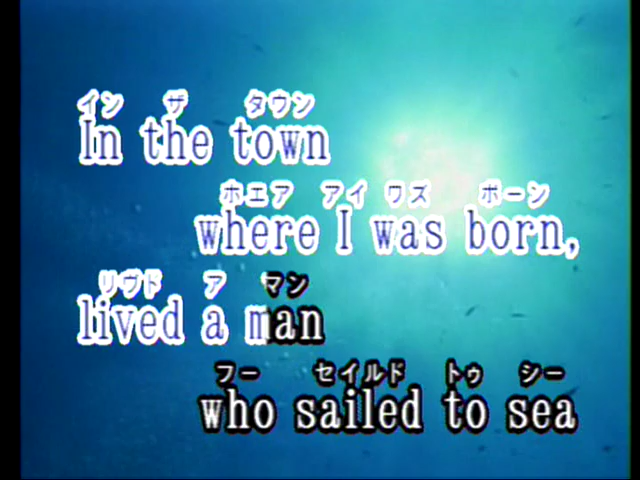 イン ザ タウン
In the town
ホエア アイ ワズ ボーン
where I was born,
リヴド ア マン
lived a man
フー セイルド トゥ シー
who sailed to sea